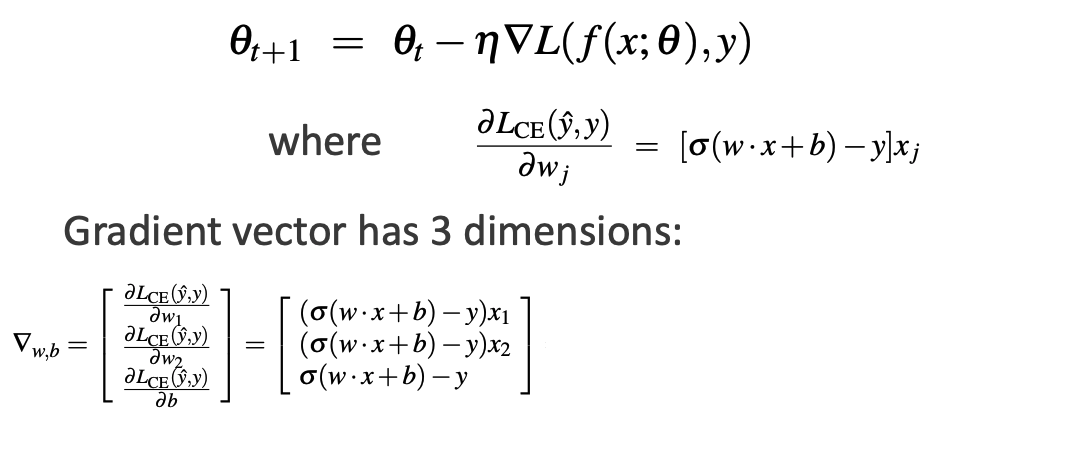 θ_{t+1} = θ_t − η∇L(f(x;θ),y)
where ∂L_CE(ŷ,y)/∂w_j = [σ(w·x+b)−y]x_j
Gradient vector has 3 dimensions:
∇_{w,b} = [ ∂L_CE(ŷ,y)/∂w_1 ] = [ (σ(w·x+b)−y)x_1 ]
[ ∂L_CE(ŷ,y)/∂w_2 ] [ (σ(w·x+b)−y)x_2 ]
[ ∂L_CE(ŷ,y)/∂b ] [ σ(w·x+b)−y ]